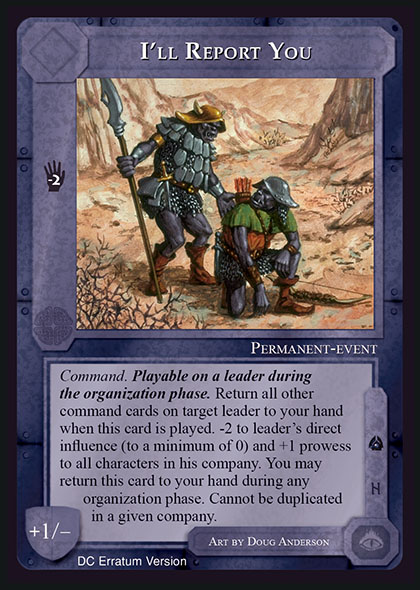 I'll Report You
-2
Permanent-event
Command. Playable on a leader during
the organization phase. Return all other
command cards on target leader to your hand
when this card is played. -2 to leader's direct
influence (to a minimum of 0) and +1 prowess
to all characters in his company. You may
return this card to your hand during any
organization phase. Cannot be duplicated
in a given company.
+1/–
Art by Doug Anderson
DC Erratum Version